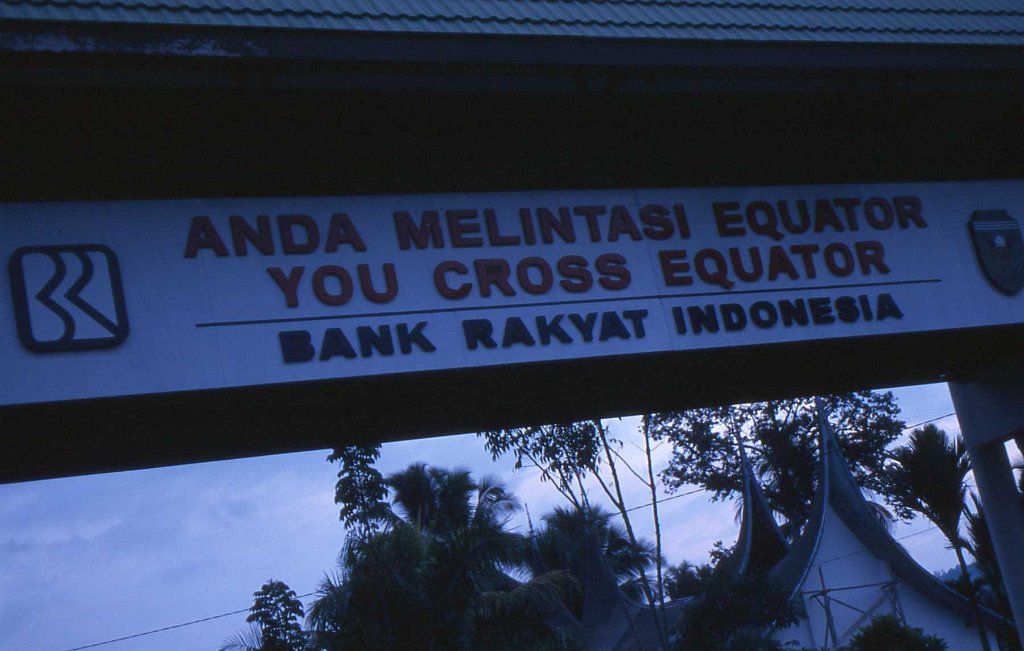 ANDA MELINTASI EQUATOR
YOU CROSS EQUATOR
BANK RAKYAT INDONESIA